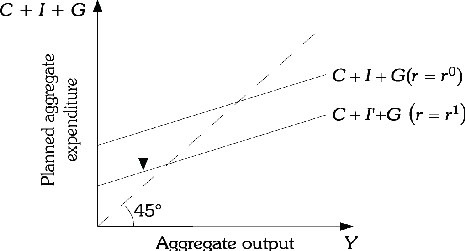 C + I + G
Planned aggregate
expenditure
C + I + G(r = r⁰)
C + I'+G (r = r¹)
45°
Aggregate output
Y